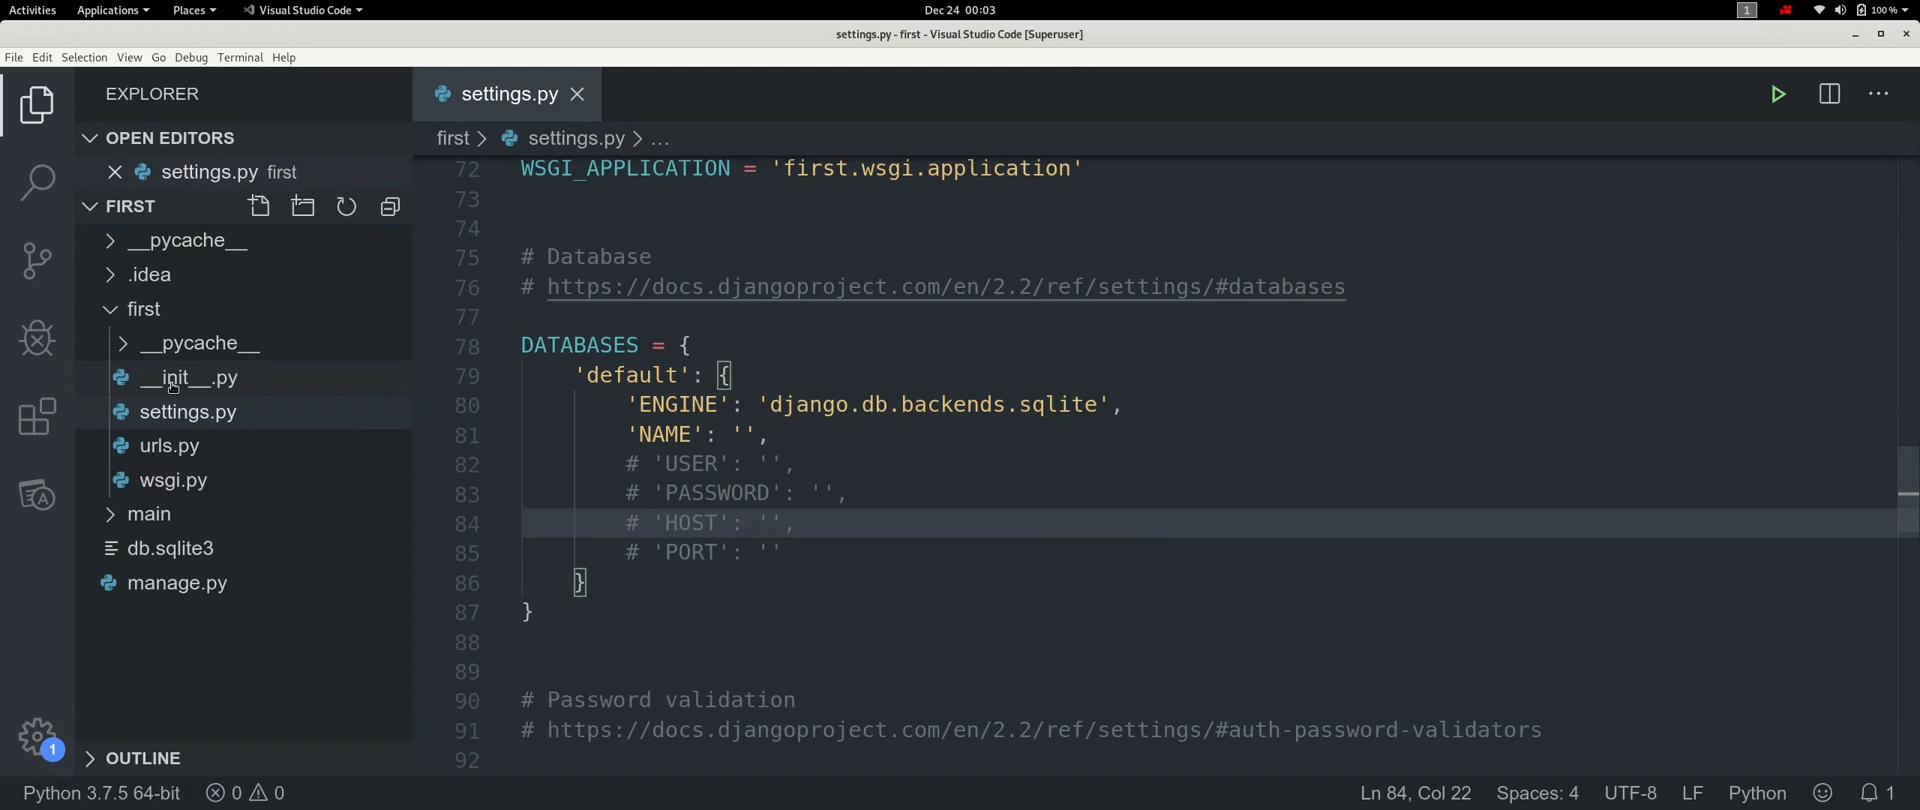 Activities Applications Places Visual Studio Code Dec 24 00:03 1 100 %
settings.py - first - Visual Studio Code [Superuser]
File Edit Selection View Go Debug Terminal Help
EXPLORER
OPEN EDITORS
settings.py first
FIRST
__pycache__
.idea
first
__pycache__
__init__.py
settings.py
urls.py
wsgi.py
main
db.sqlite3
manage.py
OUTLINE
1
settings.py
first > settings.py > ...
72 WSGI_APPLICATION = 'first.wsgi.application'
73
74
75 # Database
76 # https://docs.djangoproject.com/en/2.2/ref/settings/#databases
77
78 DATABASES = {
79 'default': {
80 'ENGINE': 'django.db.backends.sqlite',
81 'NAME': '',
82 # 'USER': '',
83 # 'PASSWORD': '',
84 # 'HOST': '',
85 # 'PORT': ''
86 }
87 }
88
89
90 # Password validation
91 # https://docs.djangoproject.com/en/2.2/ref/settings/#auth-password-validators
92
Python 3.7.5 64-bit 0 0 Ln 84, Col 22 Spaces: 4 UTF-8 LF Python 1